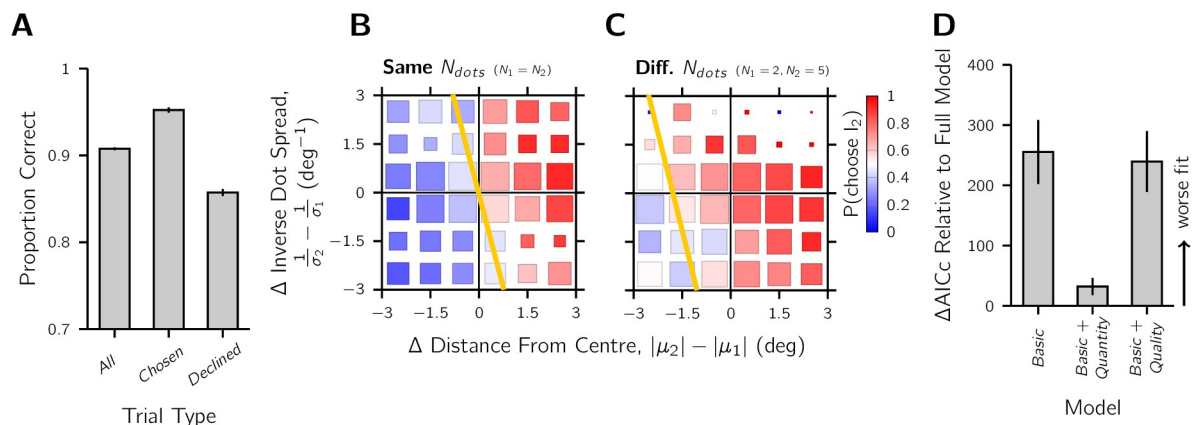 A
Proportion Correct
1
0.9
0.8
0.7
All
Chosen
Declined
Trial Type
B
Same N_dots (N₁ = N₂)
Δ Inverse Dot Spread,
1/σ₂ − 1/σ₁ (deg⁻¹)
3
1.5
0
−1.5
−3
−3
−1.5
0
1.5
3
C
Diff. N_dots (N₁ = 2, N₂ = 5)
−3
−1.5
0
1.5
3
Δ Distance From Centre, |μ₂| − |μ₁| (deg)
P(choose I₂)
1
0.8
0.6
0.4
0.2
0
D
ΔAICc Relative to Full Model
400
300
200
100
0
Basic
Basic +
Quantity
Basic +
Quality
Model
worse fit